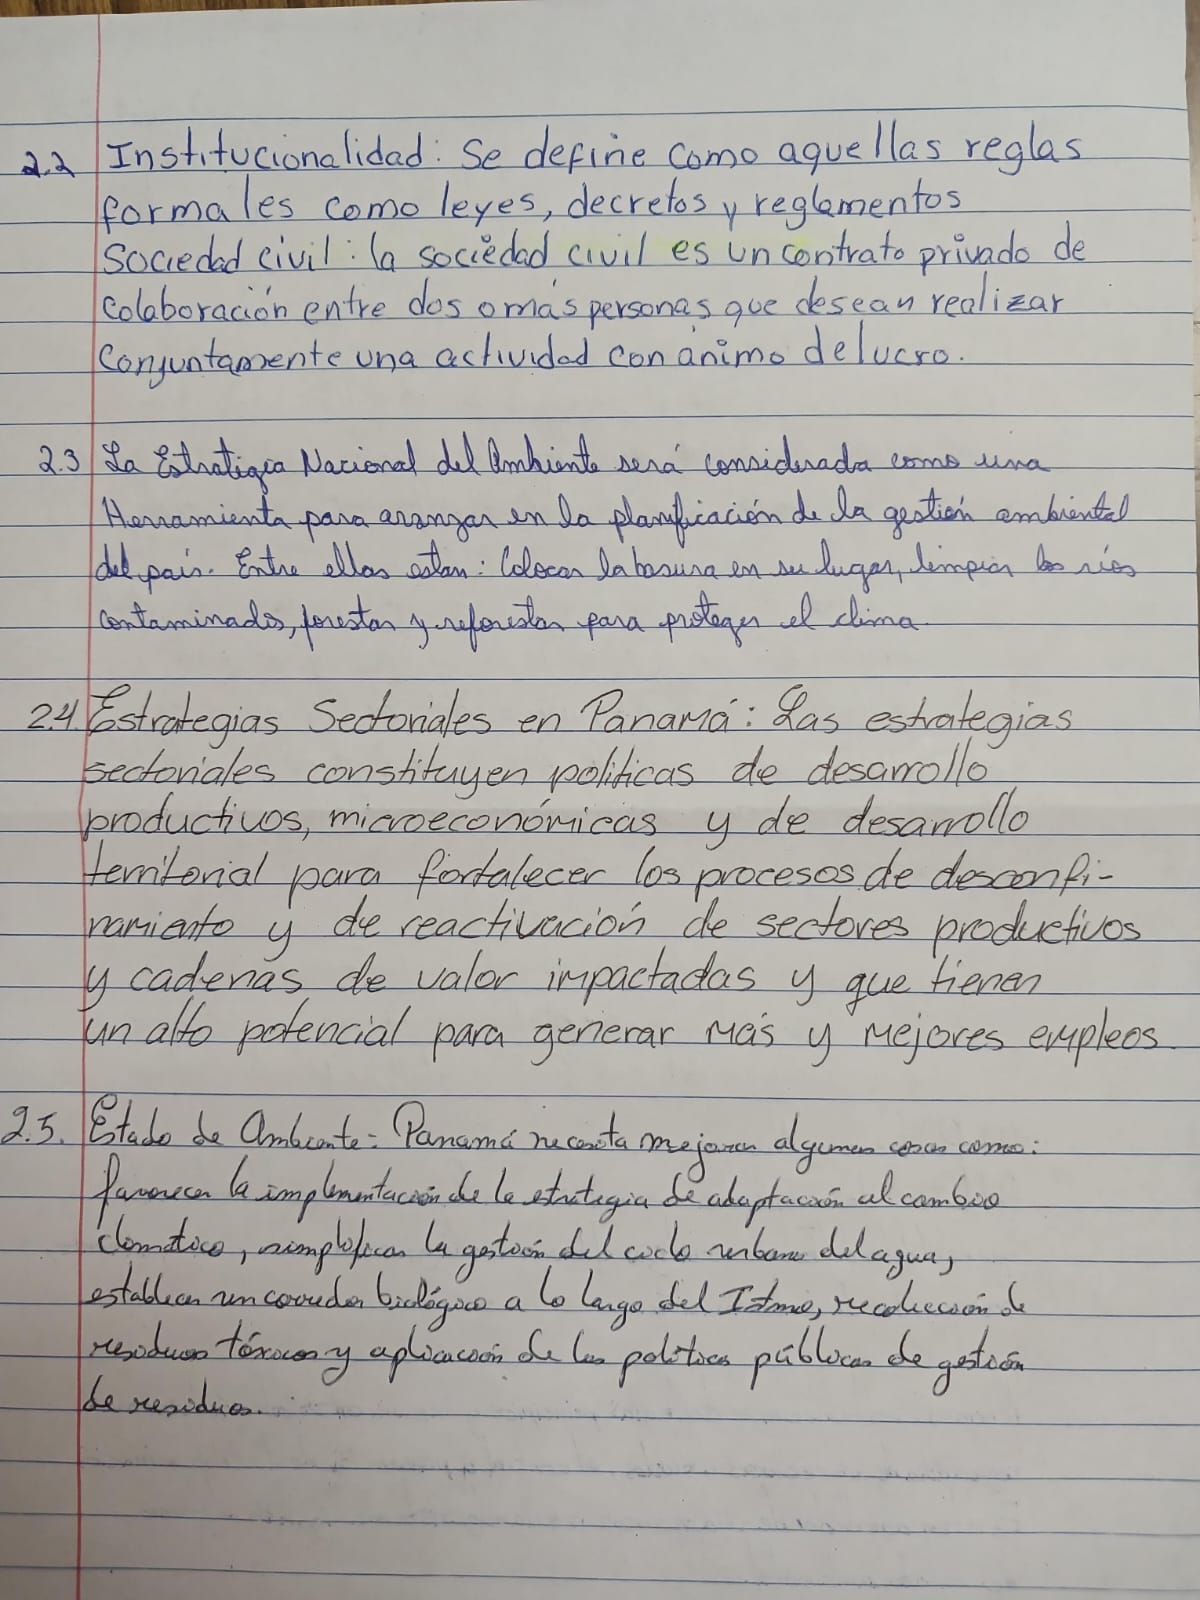 2.2 Institucionalidad: Se define como aquellas reglas
formales como leyes, decretos y reglamentos
Sociedad civil: la sociedad civil es un contrato privado de
Colaboración entre dos o más personas que desean realizar
Conjuntamente una actividad con ánimo de lucro.
2.3 La Estrategia Nacional del Ambiente será considerada como una
Herramienta para avanzar en la planificación de la gestión ambiental
del país. Entre ellas estan: Colocar la basura en su lugar, limpiar los ríos
contaminados, forestar y reforestar para proteger el clima.
2.4. Estrategias Sectoriales en Panamá: Las estrategias
sectoriales constituyen políticas de desarrollo
productivos, microeconómicas y de desarrollo
territorial para fortalecer los procesos de desconfi-
namiento y de reactivación de sectores productivos
y cadenas de valor impactadas y que tienen
un alto potencial para generar más y mejores empleos.
2.5. Estado de Ambiente: Panamá necesita mejorar algunas cosas como:
favorecer la implementación de la estrategia de adaptación al cambio
climático, simplificar la gestión del ciclo urbano del agua,
establecer un corredor biológico a lo largo del Istmo, recolección de
residuos tóxicos y aplicación de las políticas públicas de gestión
de residuos.